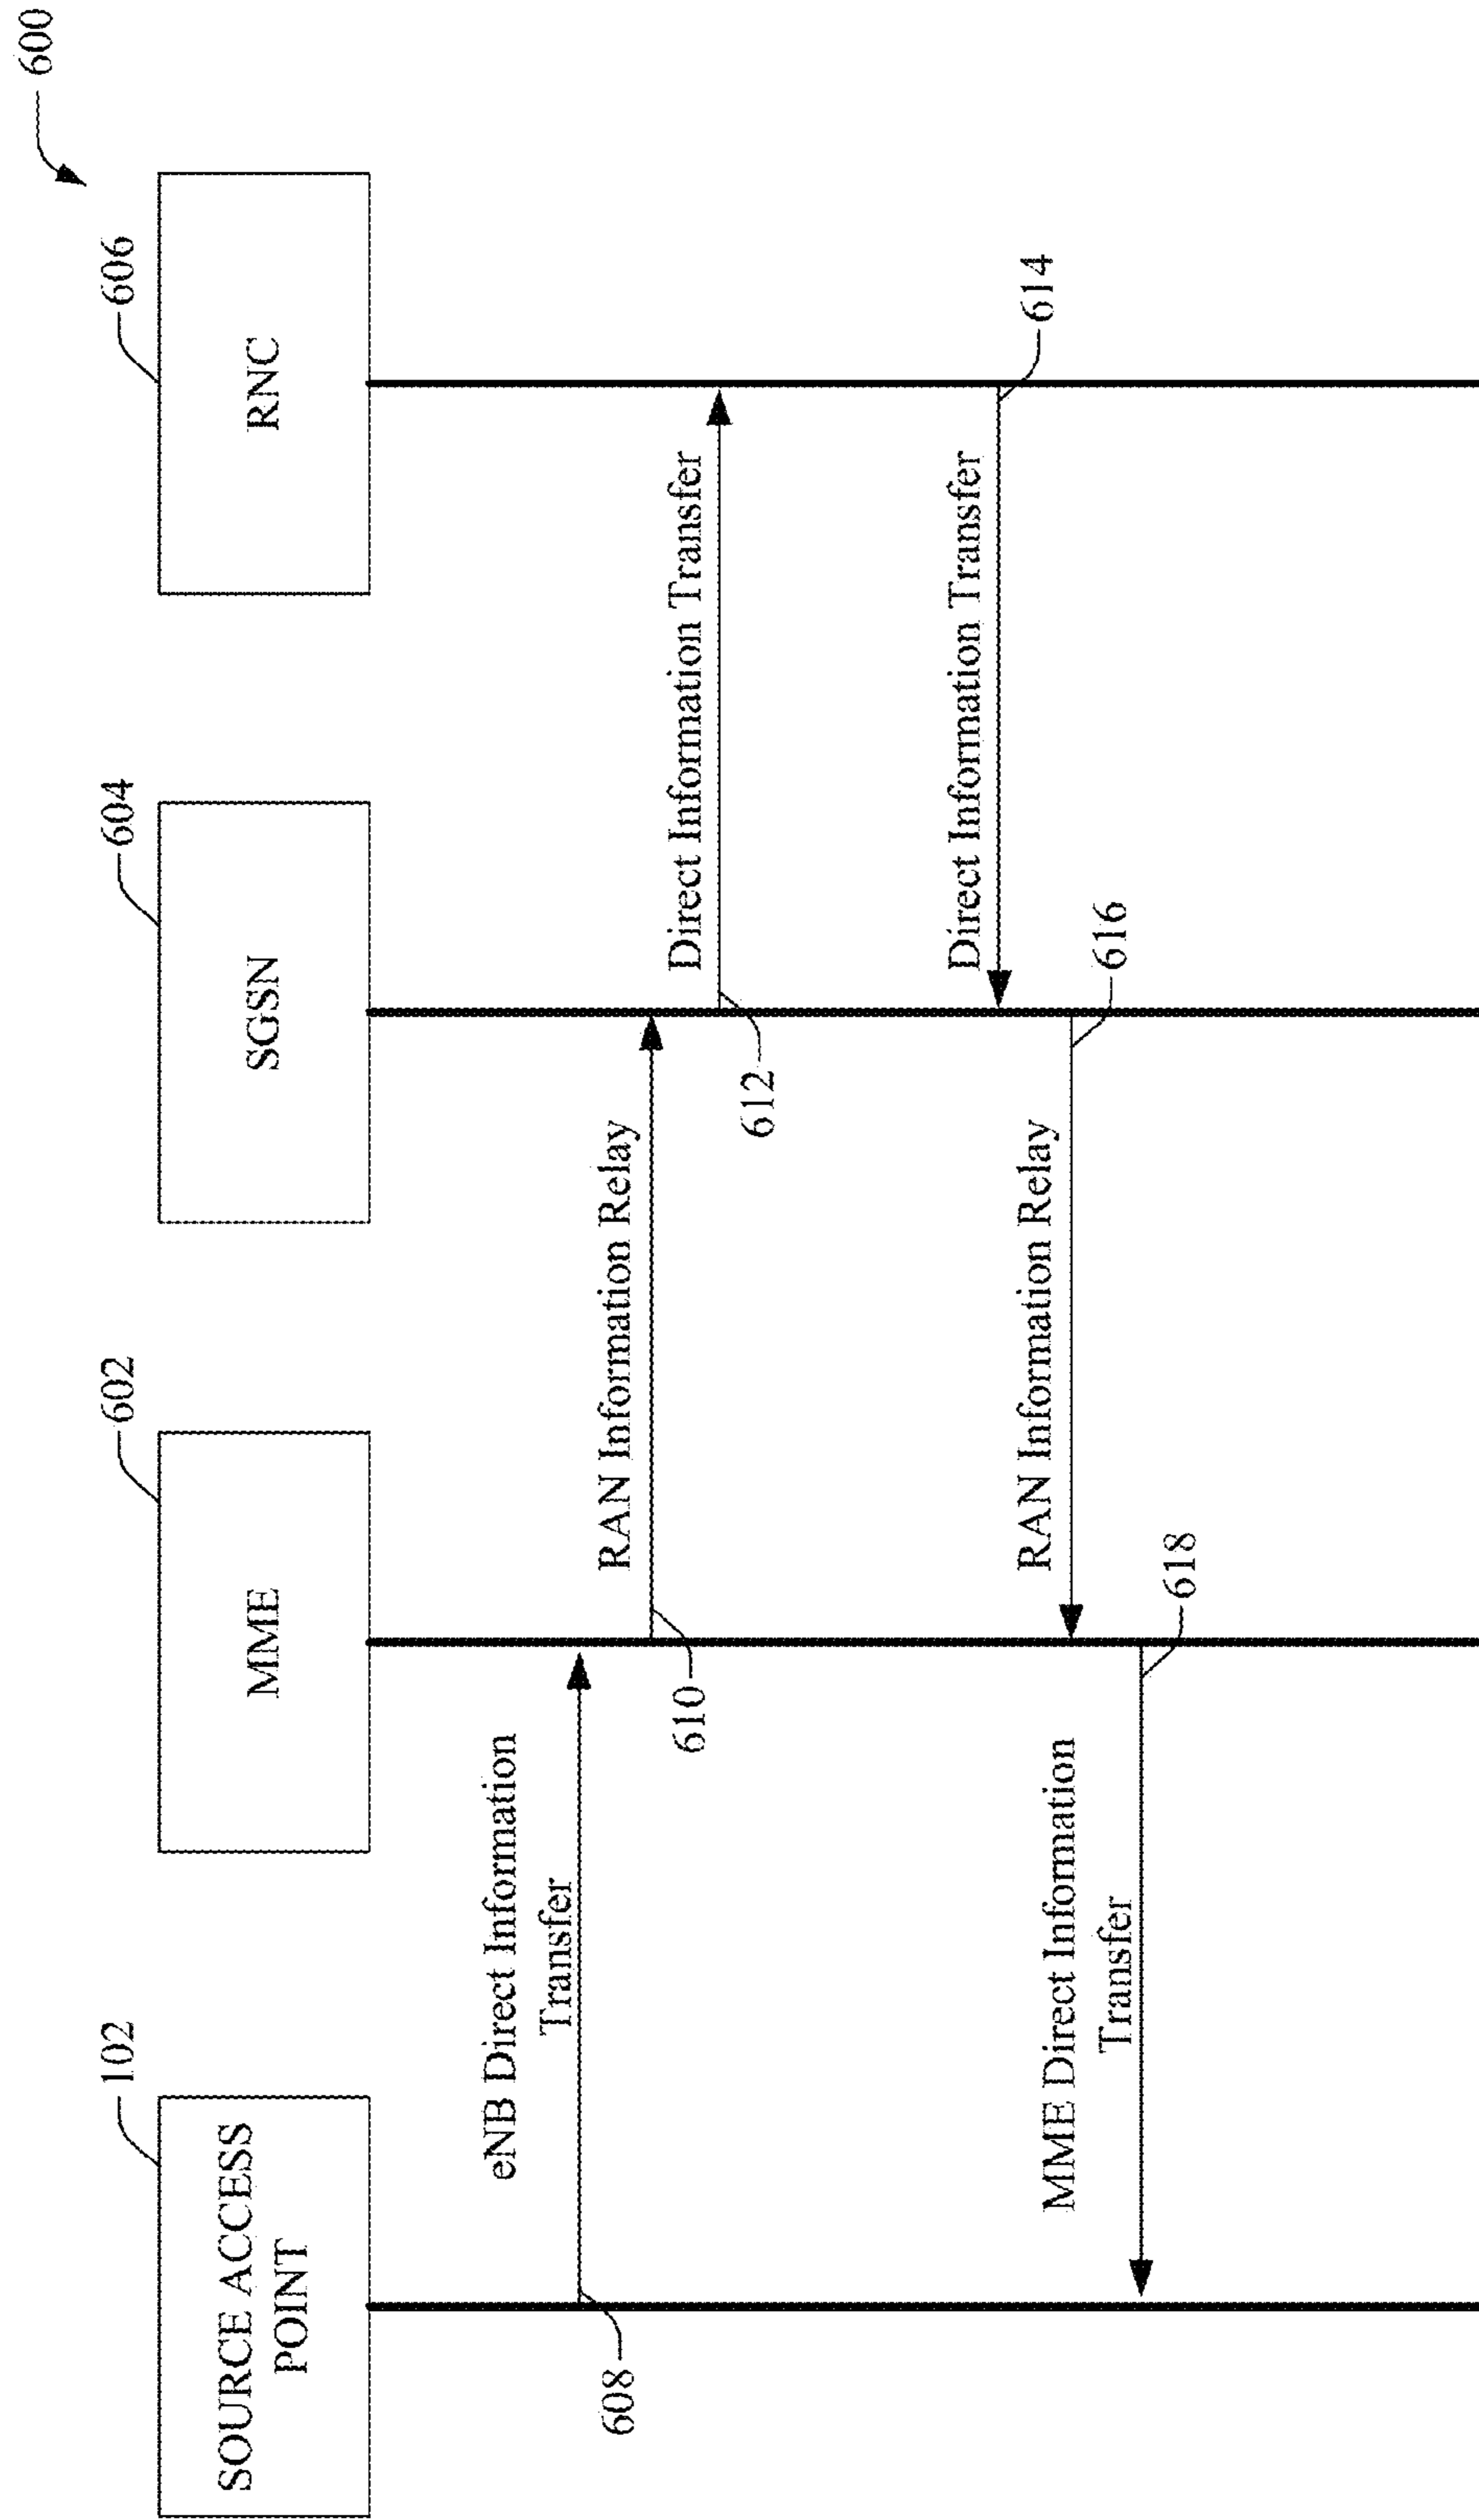 600
102
602
604
606
SOURCE ACCESS
POINT
MME
SGSN
RNC
eNB Direct Information
Transfer
608
RAN Information Relay
610
Direct Information Transfer
612
Direct Information Transfer
614
RAN Information Relay
616
MME Direct Information
Transfer
618